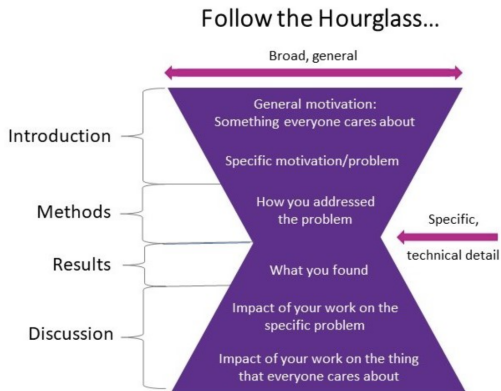 Follow the Hourglass...
Broad, general
General motivation:
Something everyone cares about
Introduction
Specific motivation/problem
How you addressed
the problem
Methods
Specific,
technical detail
Results
What you found
Impact of your work on the
specific problem
Discussion
Impact of your work on the thing
that everyone cares about